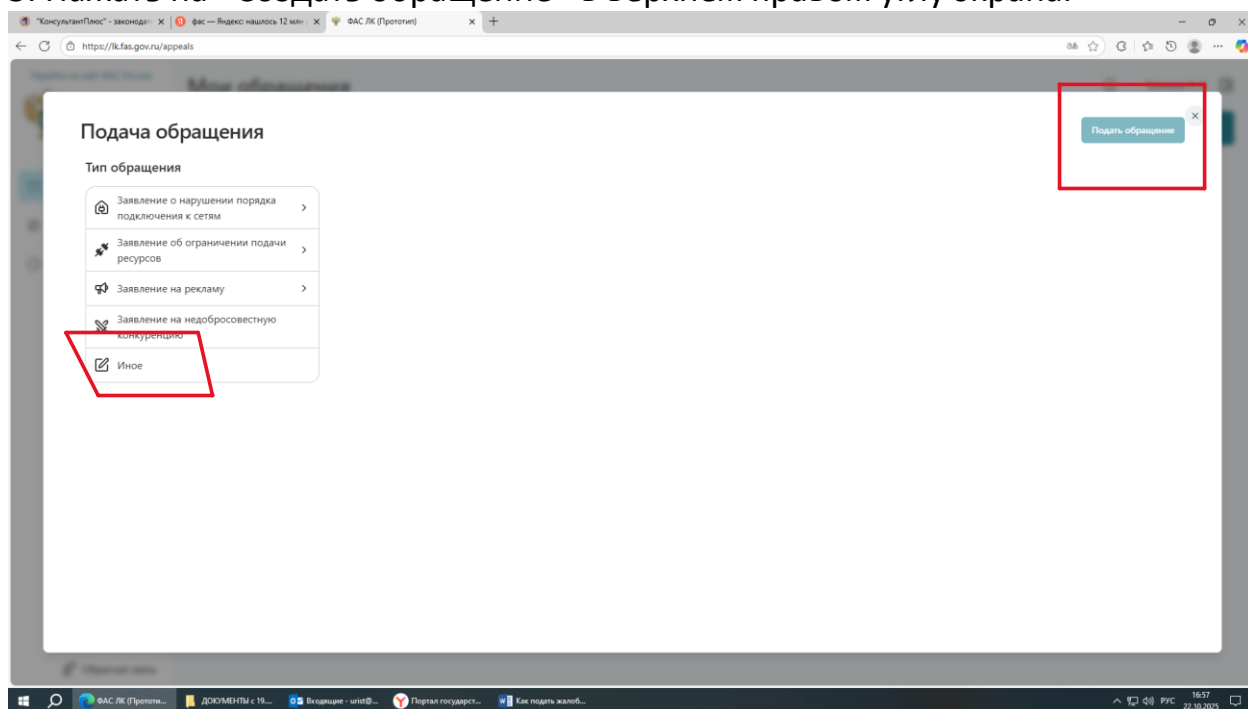 "КонсультантПлюс" - законодат
фас — Яндекс: нашлось 12 млн
ФАС ЛК (Прототип)
https://lk.fas.gov.ru/appeals
Мои обращения
Подача обращения
Подать обращение
Тип обращения
Заявление о нарушении порядка
подключения к сетям
Заявление об ограничении подачи
ресурсов
Заявление на рекламу
Заявление на недобросовестную
конкуренцию
Иное
Обратная связь
ФАС ЛК (Прототи...
ДОКУМЕНТЫ с 19....
Входящие - urist@...
Портал государст...
Как подать жалоб...
РУС
16:57
22.10.2025